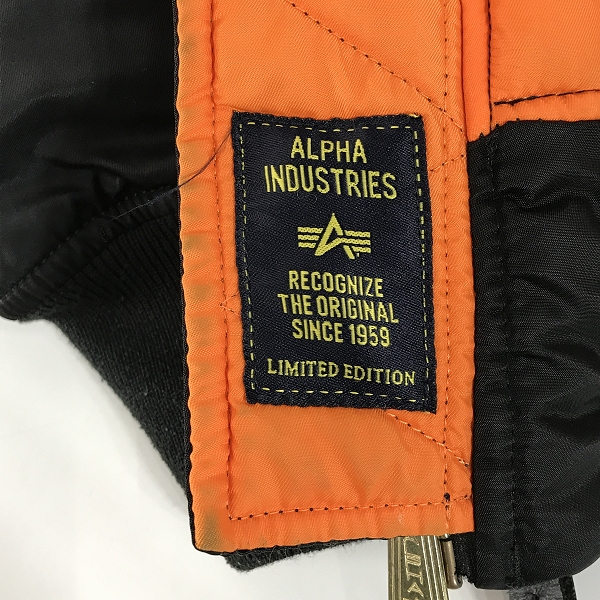 ALPHA
INDUSTRIES
RECOGNIZE
THE ORIGINAL
SINCE 1959
LIMITED EDITION